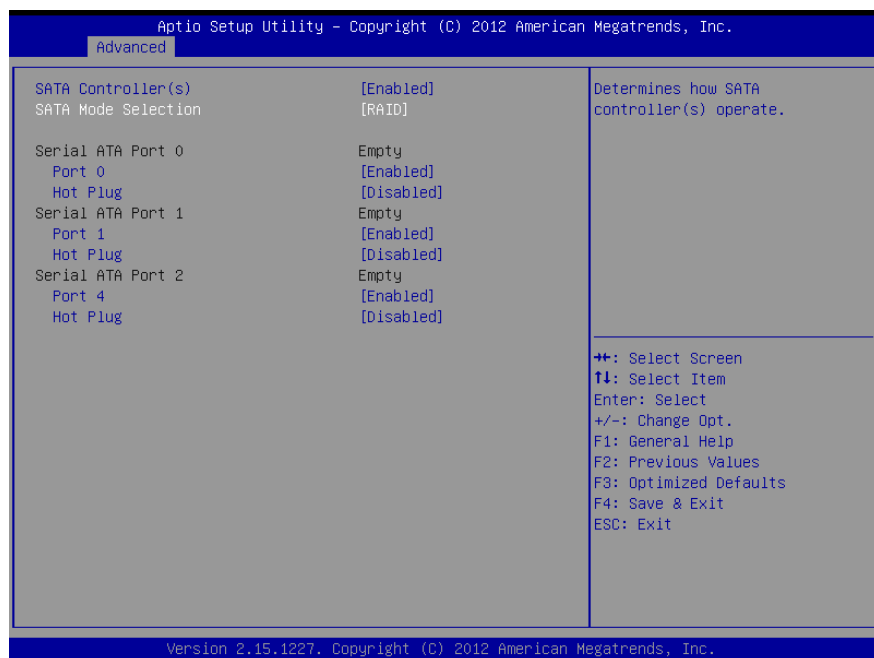 Aptio Setup Utility – Copyright (C) 2012 American Megatrends, Inc.
Advanced
SATA Controller(s) [Enabled]
SATA Mode Selection [RAID]
Serial ATA Port 0 Empty
Port 0 [Enabled]
Hot Plug [Disabled]
Serial ATA Port 1 Empty
Port 1 [Enabled]
Hot Plug [Disabled]
Serial ATA Port 2 Empty
Port 4 [Enabled]
Hot Plug [Disabled]
Determines how SATA
controller(s) operate.
→←: Select Screen
↑↓: Select Item
Enter: Select
+/-: Change Opt.
F1: General Help
F2: Previous Values
F3: Optimized Defaults
F4: Save & Exit
ESC: Exit
Version 2.15.1227. Copyright (C) 2012 American Megatrends, Inc.